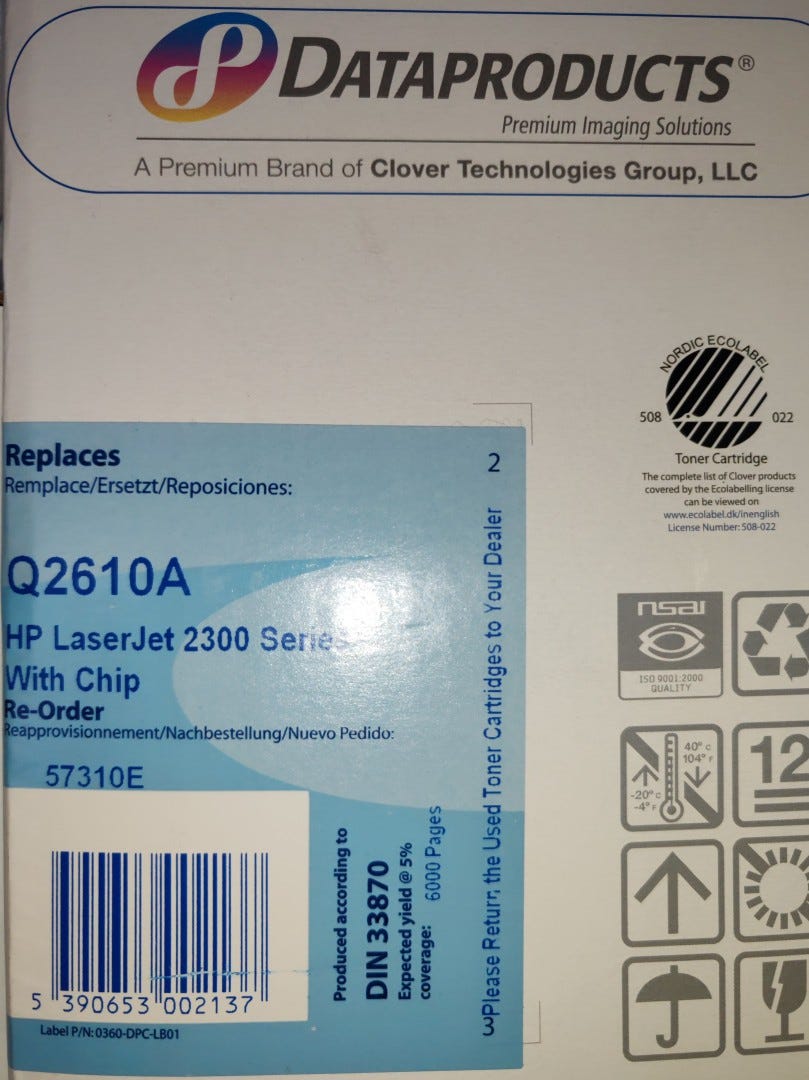 DATAPRODUCTS®
Premium Imaging Solutions
A Premium Brand of Clover Technologies Group, LLC
NORDIC ECOLABEL
508 022
Toner Cartridge
The complete list of Clover products
covered by the Ecolabelling license
can be viewed on
www.ecolabel.dk/inenglish
License Number: 508-022
Replaces
Remplace/Ersetzt/Reposiciones:
2
Q2610A
HP LaserJet 2300 Series
With Chip
Re-Order
Reapprovisionnement/Nachbestellung/Nuevo Pedido:
57310E
5 390653 002137
Label P/N: 0360-DPC-LB01
Produced according to
DIN 33870
Expected yield @ 5%
coverage: 6000 Pages
Please Return the Used Toner Cartridges to Your Dealer
3
nsai
ISO 9001:2000
QUALITY
40° C
104° F
-20° C
-4° F
12